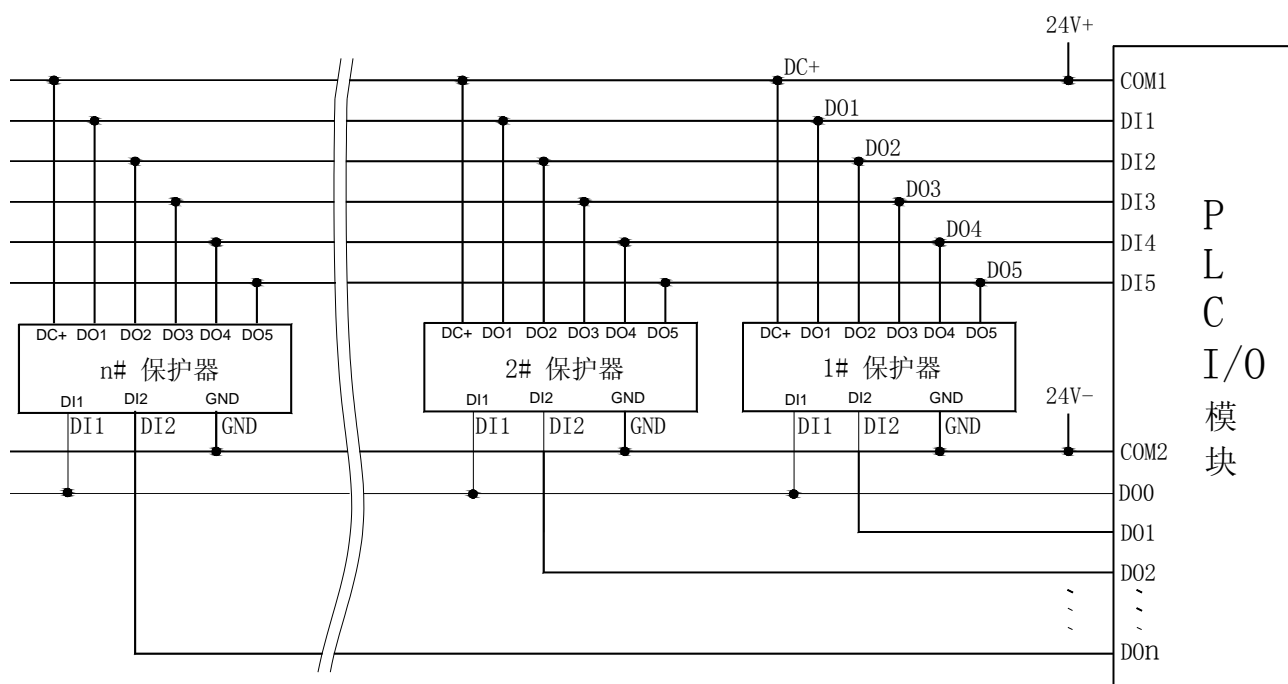 24V+
DC+
COM1
DO1
DI1
DO2
DI2
DO3
DI3
DO4
DI4
DO5
DI5
DC+ DO1 DO2 DO3 DO4 DO5
n# 保护器
DI1 DI2 GND
DC+ DO1 DO2 DO3 DO4 DO5
2# 保护器
DI1 DI2 GND
DC+ DO1 DO2 DO3 DO4 DO5
1# 保护器
DI1 DI2 GND
DI1 DI2 GND
DI1 DI2 GND
DI1 DI2 GND
24V-
COM2
DO0
DO1
DO2
DOn
P
L
C
I/O
模
块